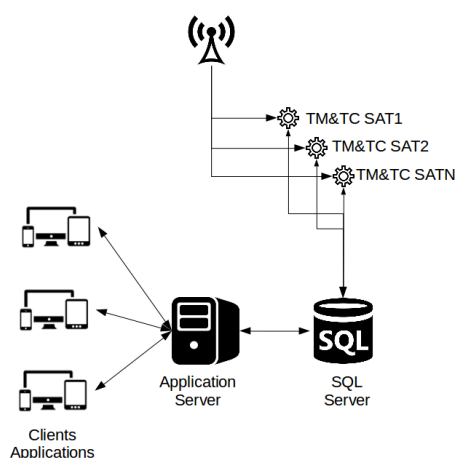 TM&TC SAT1
TM&TC SAT2
TM&TC SATN
SQL
Application
Server
SQL
Server
Clients
Applications